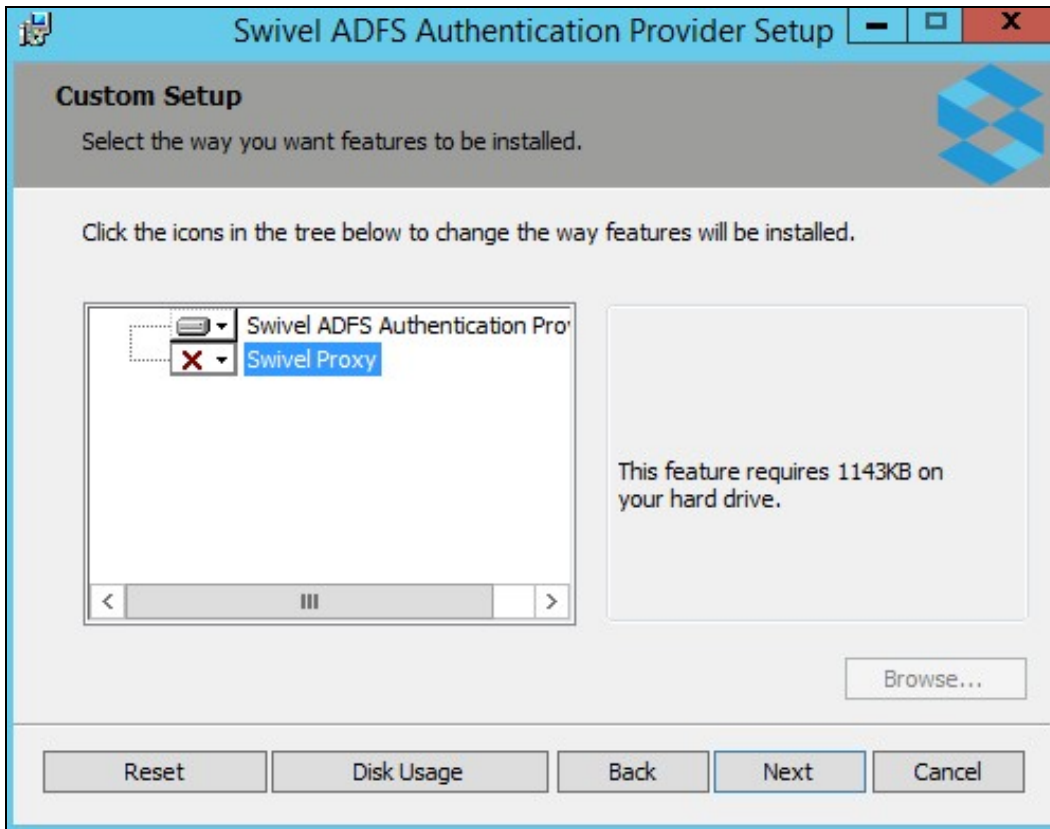 Swivel ADFS Authentication Provider Setup
Custom Setup
Select the way you want features to be installed.
Click the icons in the tree below to change the way features will be installed.
Swivel ADFS Authentication Pro
Swivel Proxy
This feature requires 1143KB on
your hard drive.
Browse...
Reset Disk Usage Back Next Cancel